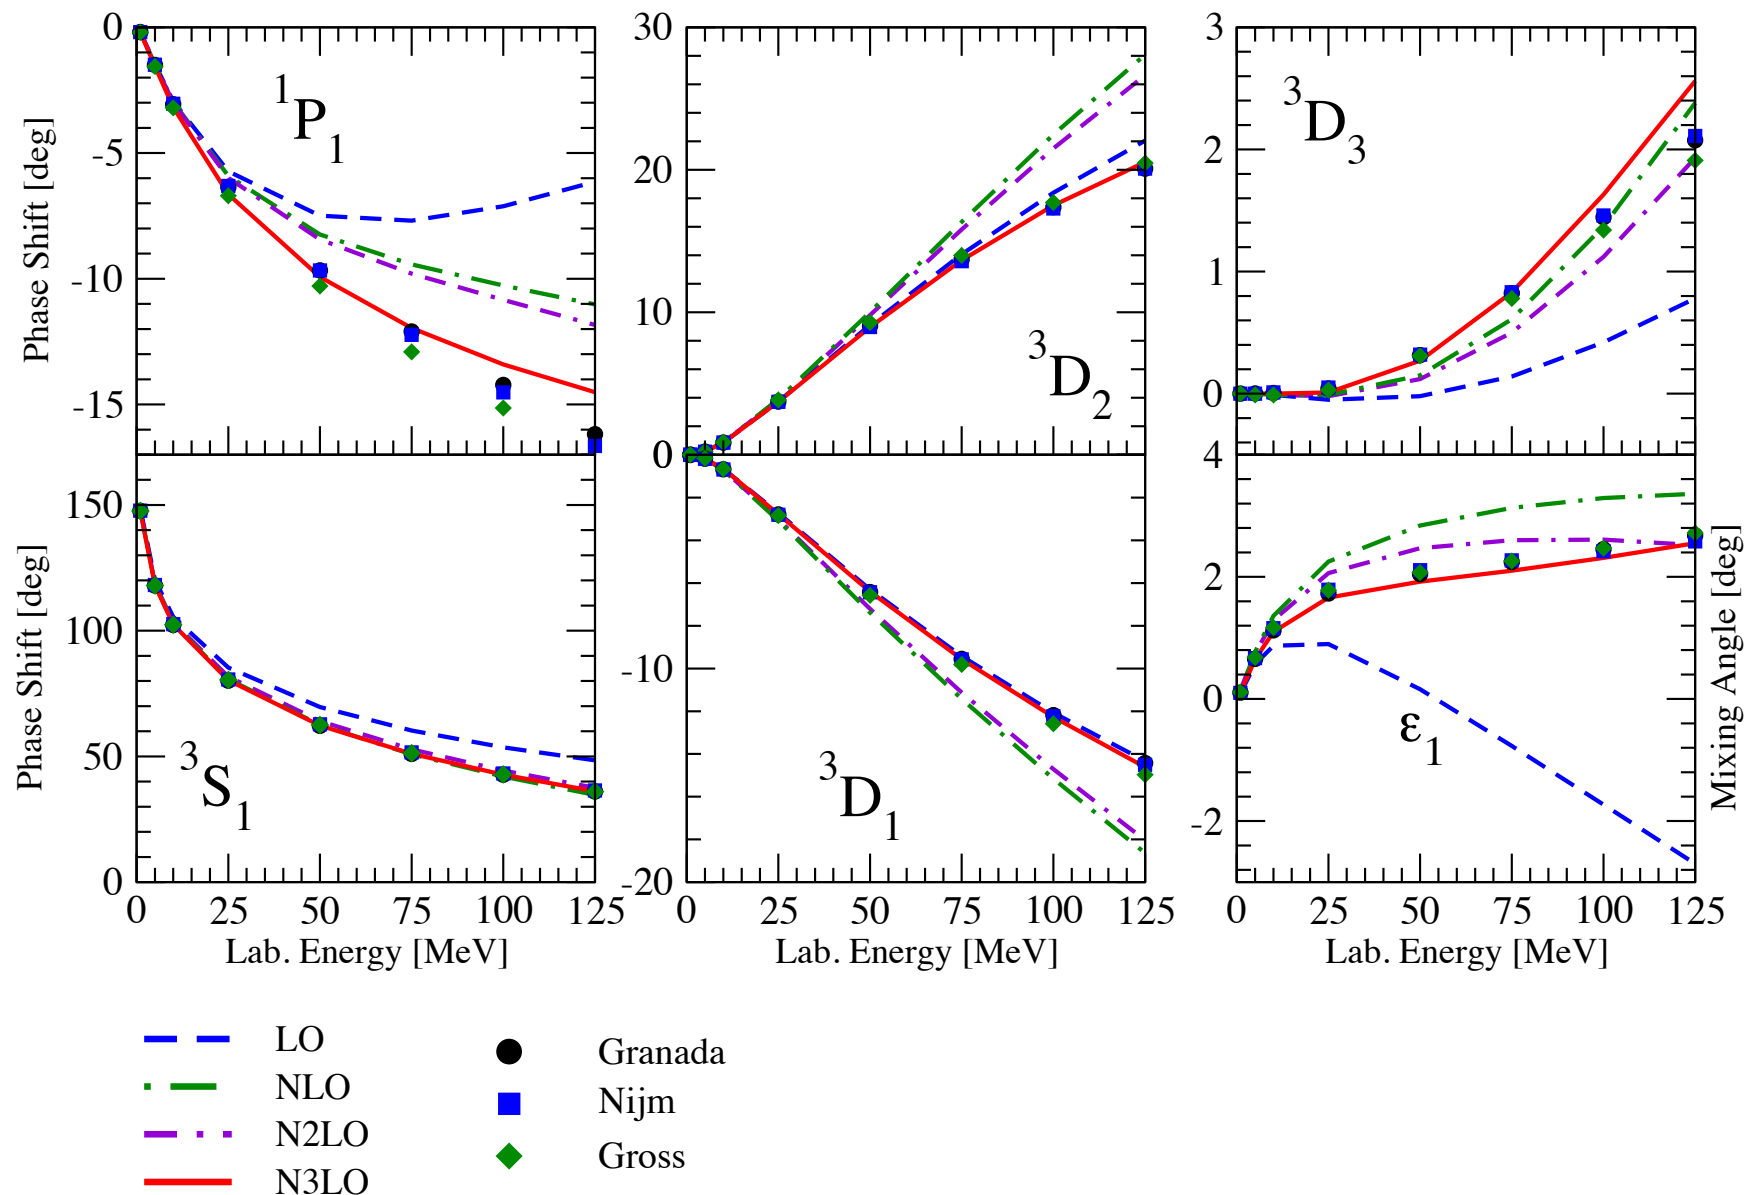 0 30 3
¹P₁ ³D₃
-5 20 2
Phase Shift [deg]
-10 10 1
³D₂
-15 0
0 4
150
100 -10 2
Phase Shift [deg] Mixing Angle [deg]
0
ε₁
50 ³S₁ ³D₁
-2
0 -20
0 25 50 75 100 125 0 25 50 75 100 125 0 25 50 75 100 125
Lab. Energy [MeV] Lab. Energy [MeV] Lab. Energy [MeV]
LO Granada
NLO Nijm
N2LO Gross
N3LO